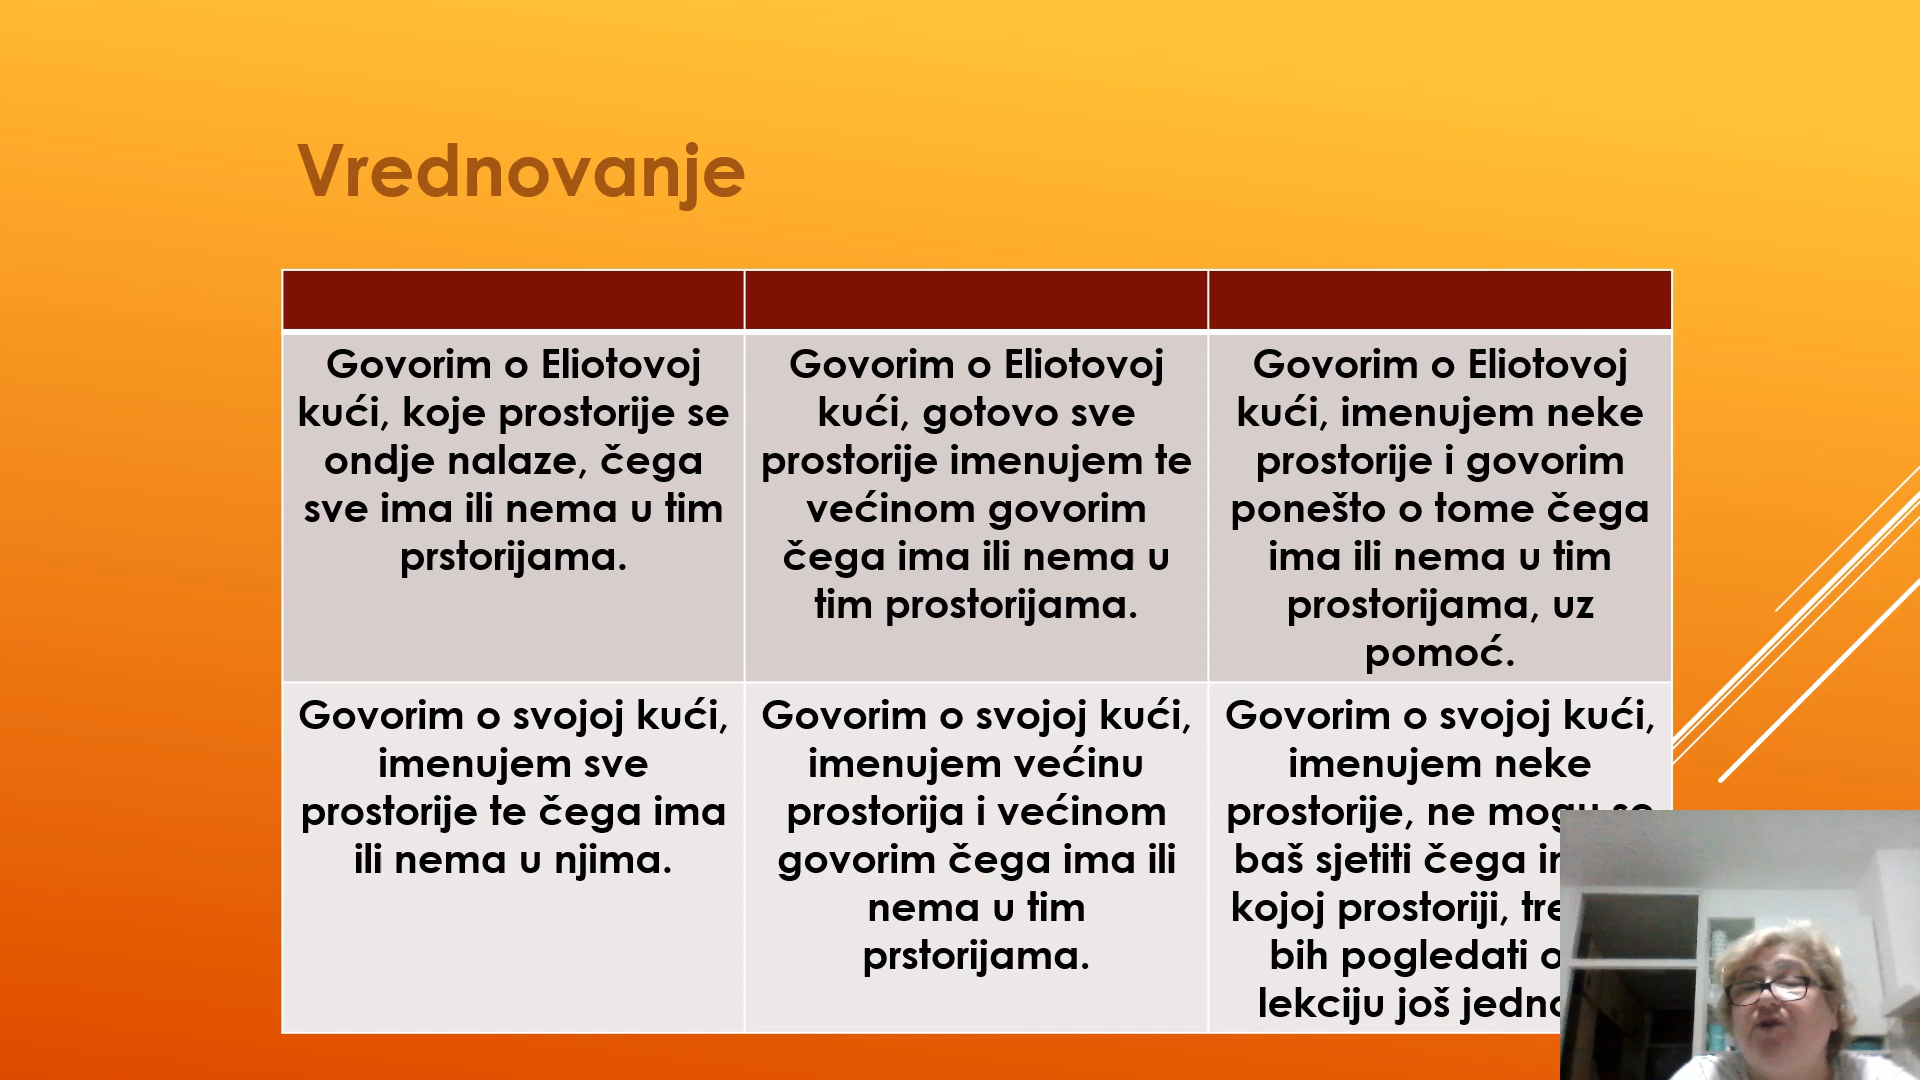 Vrednovanje
Govorim o Eliotovoj
kući, koje prostorije se
ondje nalaze, čega
sve ima ili nema u tim
prstorijama.
Govorim o Eliotovoj
kući, gotovo sve
prostorije imenujem te
većinom govorim
čega ima ili nema u
tim prostorijama.
Govorim o Eliotovoj
kući, imenujem neke
prostorije i govorim
ponešto o tome čega
ima ili nema u tim
prostorijama, uz
pomoć.
Govorim o svojoj kući,
imenujem sve
prostorije te čega ima
ili nema u njima.
Govorim o svojoj kući,
imenujem većinu
prostorija i većinom
govorim čega ima ili
nema u tim
prstorijama.
Govorim o svojoj kući,
imenujem neke
prostorije, ne mogu se
baš sjetiti čega
kojoj prostoriji,
bih pogledati
lekciju još